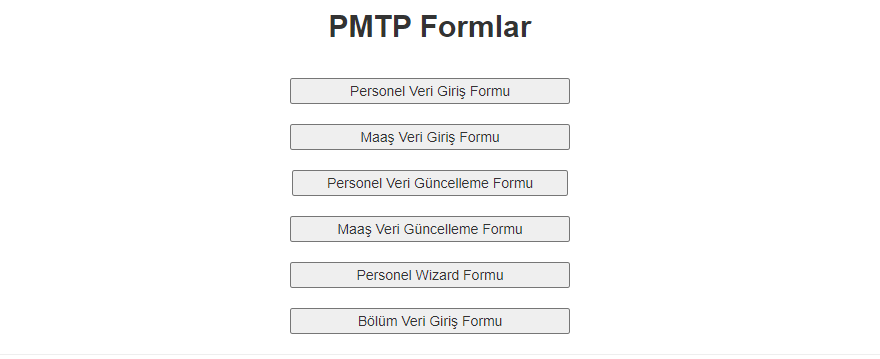 PMTP Formlar
Personel Veri Giriş Formu
Maaş Veri Giriş Formu
Personel Veri Güncelleme Formu
Maaş Veri Güncelleme Formu
Personel Wizard Formu
Bölüm Veri Giriş Formu